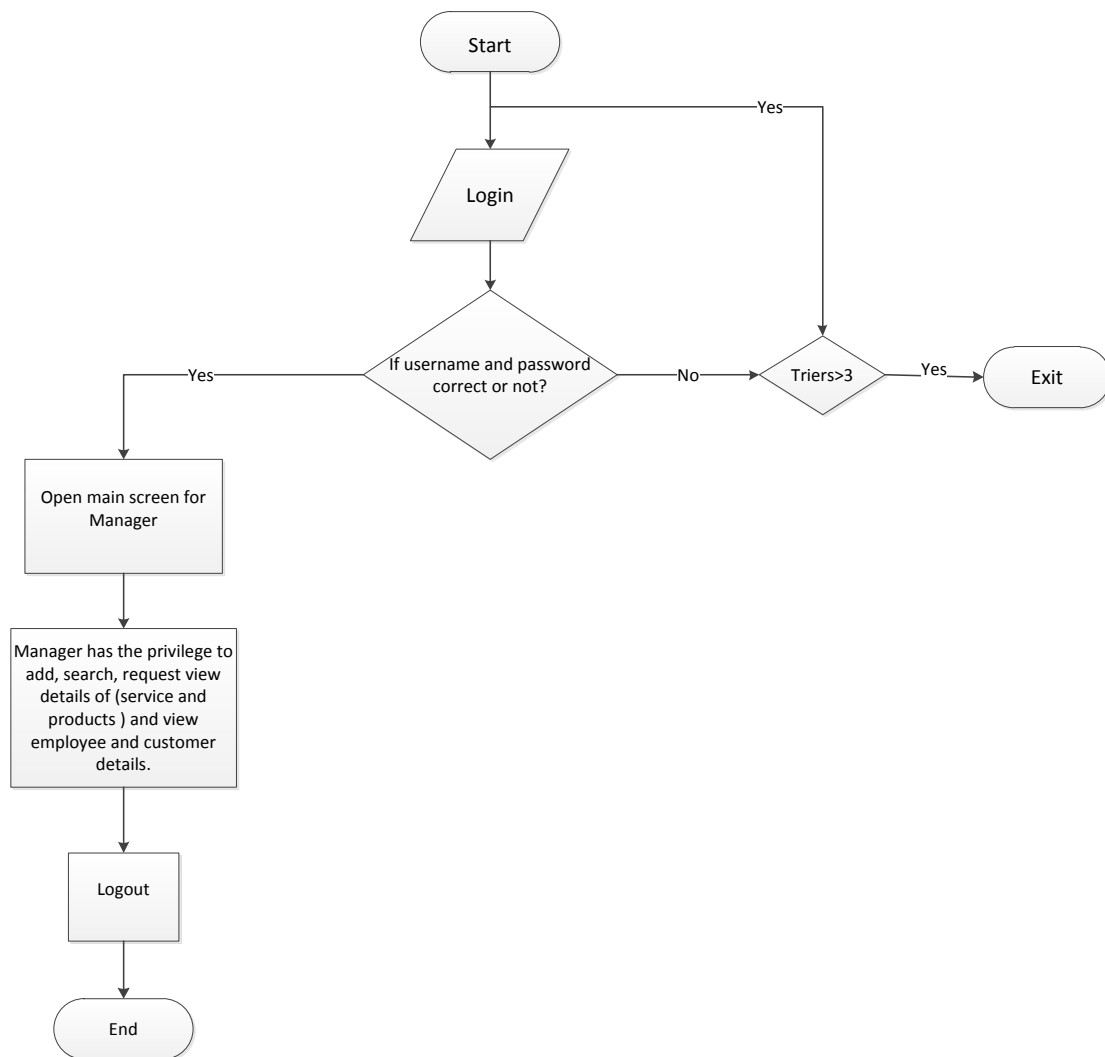 Start
Yes
Login
If username and password
correct or not?
Yes
No
Triers>3
Yes
Exit
Open main screen for
Manager
Manager has the privilege to
add, search, request view
details of (service and
products ) and view
employee and customer
details.
Logout
End